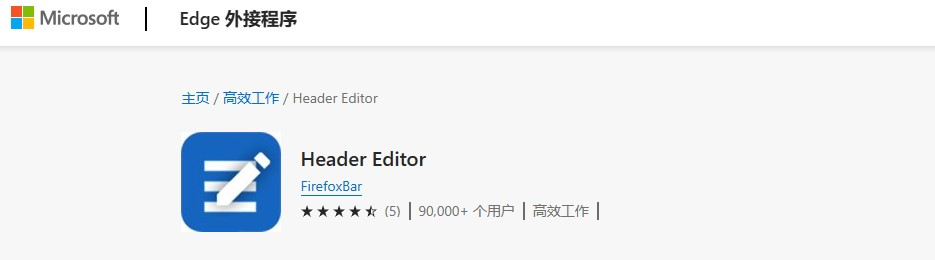 Microsoft | Edge 外接程序
主页 / 高效工作 / Header Editor
Header Editor
FirefoxBar
★★★★⯪ (5) | 90,000+ 个用户 | 高效工作 |